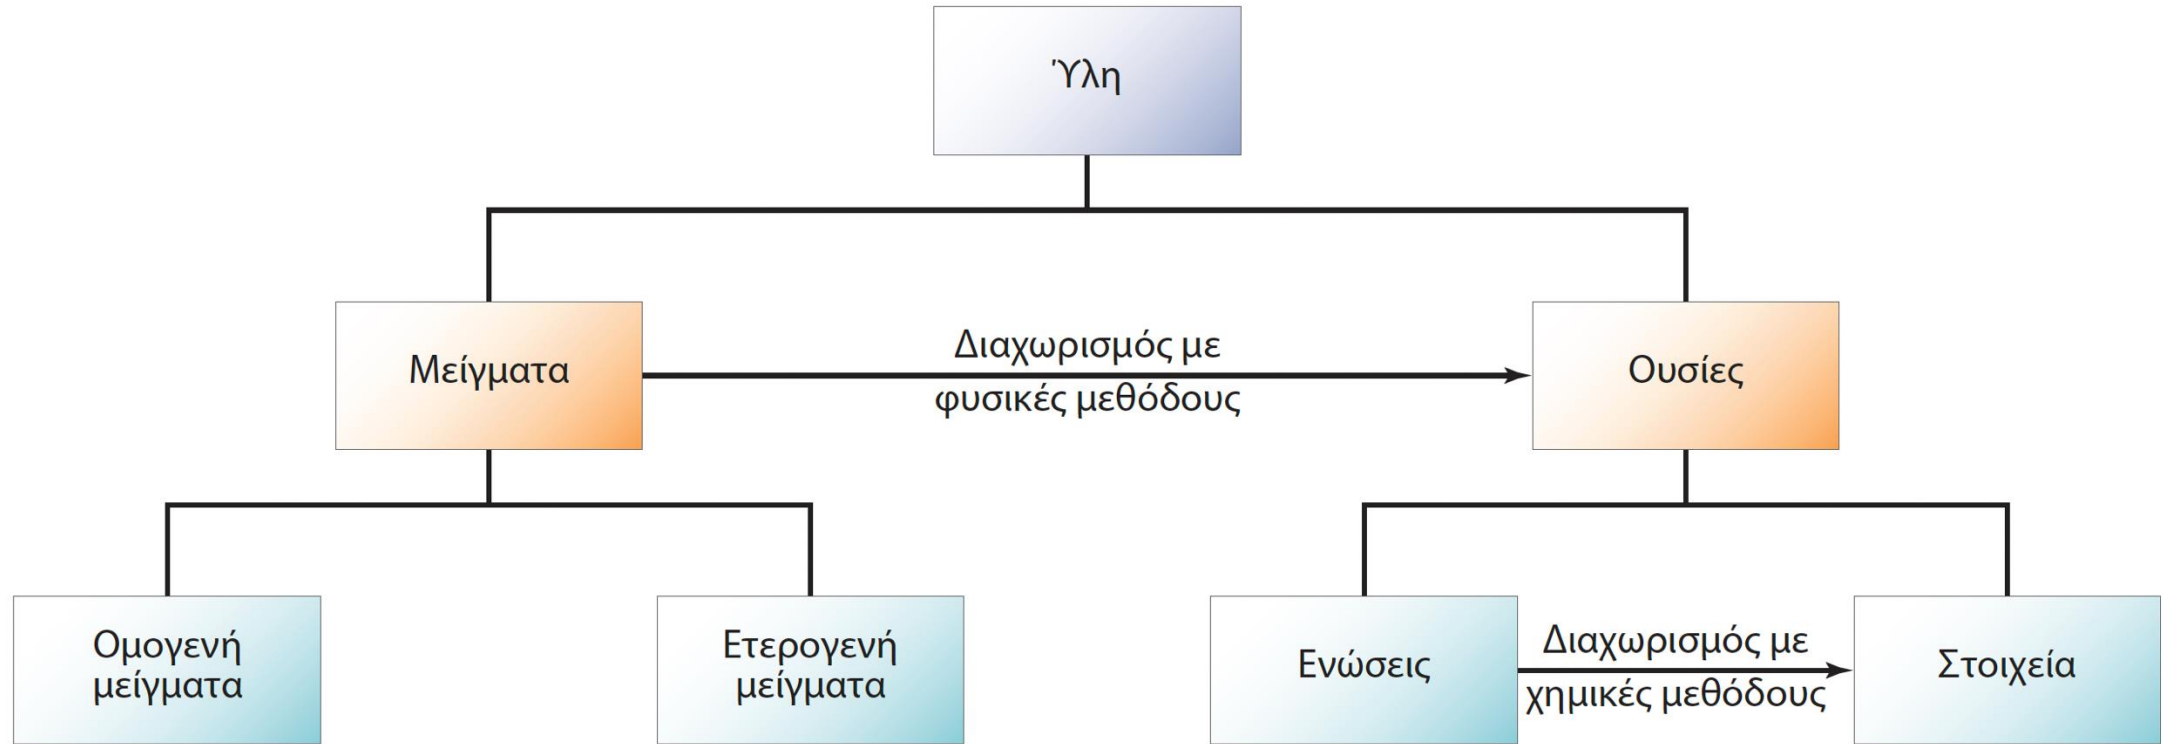 Ύλη
Μείγματα
Διαχωρισμός με
φυσικές μεθόδους
Ουσίες
Ομογενή
μείγματα
Ετερογενή
μείγματα
Ενώσεις
Διαχωρισμός με
χημικές μεθόδους
Στοιχεία